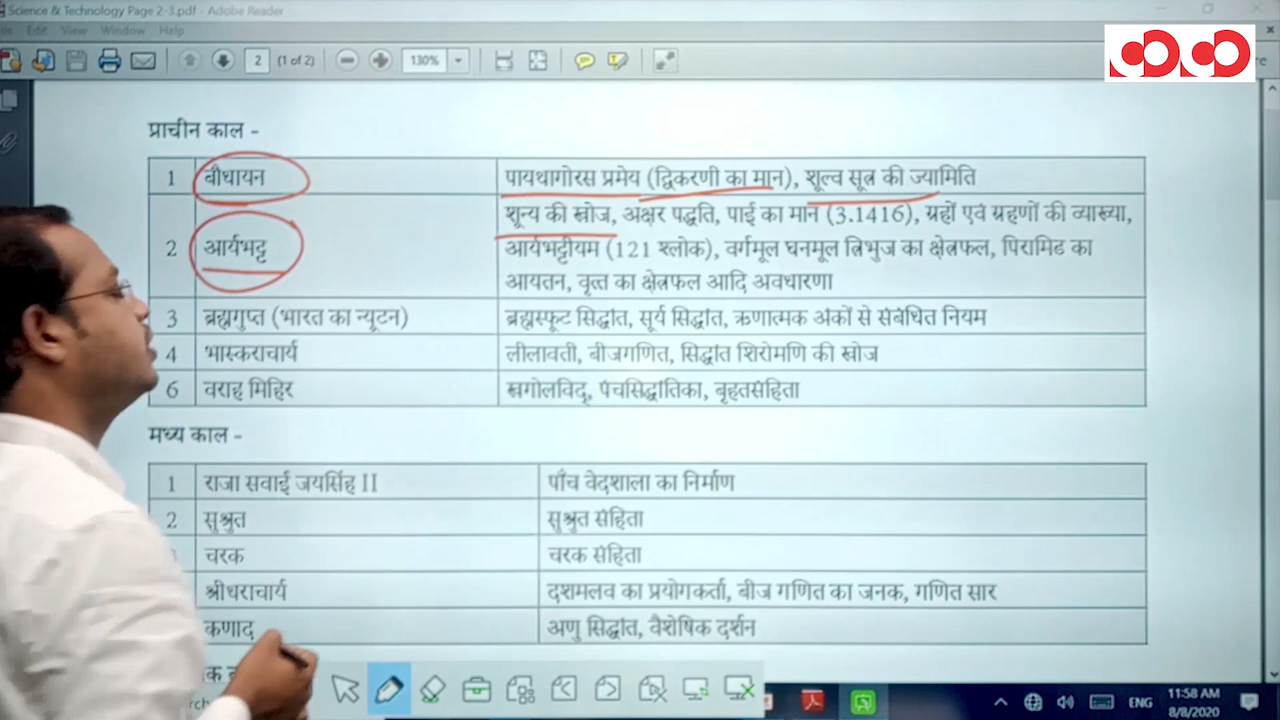 Science & Technology Page 2-3.pdf - Adobe Reader
Edit View Window Help
2 (1 of 2) 130%
प्राचीन काल -
1 बौधायन पायथागोरस प्रमेय (द्विकरणी का मान), शूल्व सूत्र की ज्यामिति
2 आर्यभट्ट शून्य की खोज, अक्षर पद्धति, पाई का मान (3.1416), ग्रहों एवं ग्रहणों की व्याख्या,
आर्यभट्टीयम (121 श्लोक), वर्गमूल घनमूल त्रिभुज का क्षेत्रफल, पिरामिड का
आयतन, वृत्त का क्षेत्रफल आदि अवधारणा
3 ब्रह्मगुप्त (भारत का न्यूटन) ब्रह्मस्फूट सिद्धांत, सूर्य सिद्धांत, ऋणात्मक अंकों से संबंधित नियम
4 भास्कराचार्य लीलावती, बीजगणित, सिद्धांत शिरोमणि की खोज
6 वराह मिहिर खगोलविद्, पंचसिद्धांतिका, बृहतसंहिता
मध्य काल -
1 राजा सवाई जयसिंह II पाँच वेदशाला का निर्माण
2 सुश्रुत सुश्रुत संहिता
चरक चरक संहिता
श्रीधराचार्य दशमलव का प्रयोगकर्ता, बीज गणित का जनक, गणित सार
कणाद अणु सिद्धांत, वैशेषिक दर्शन
ENG 11:58 AM
8/8/2020